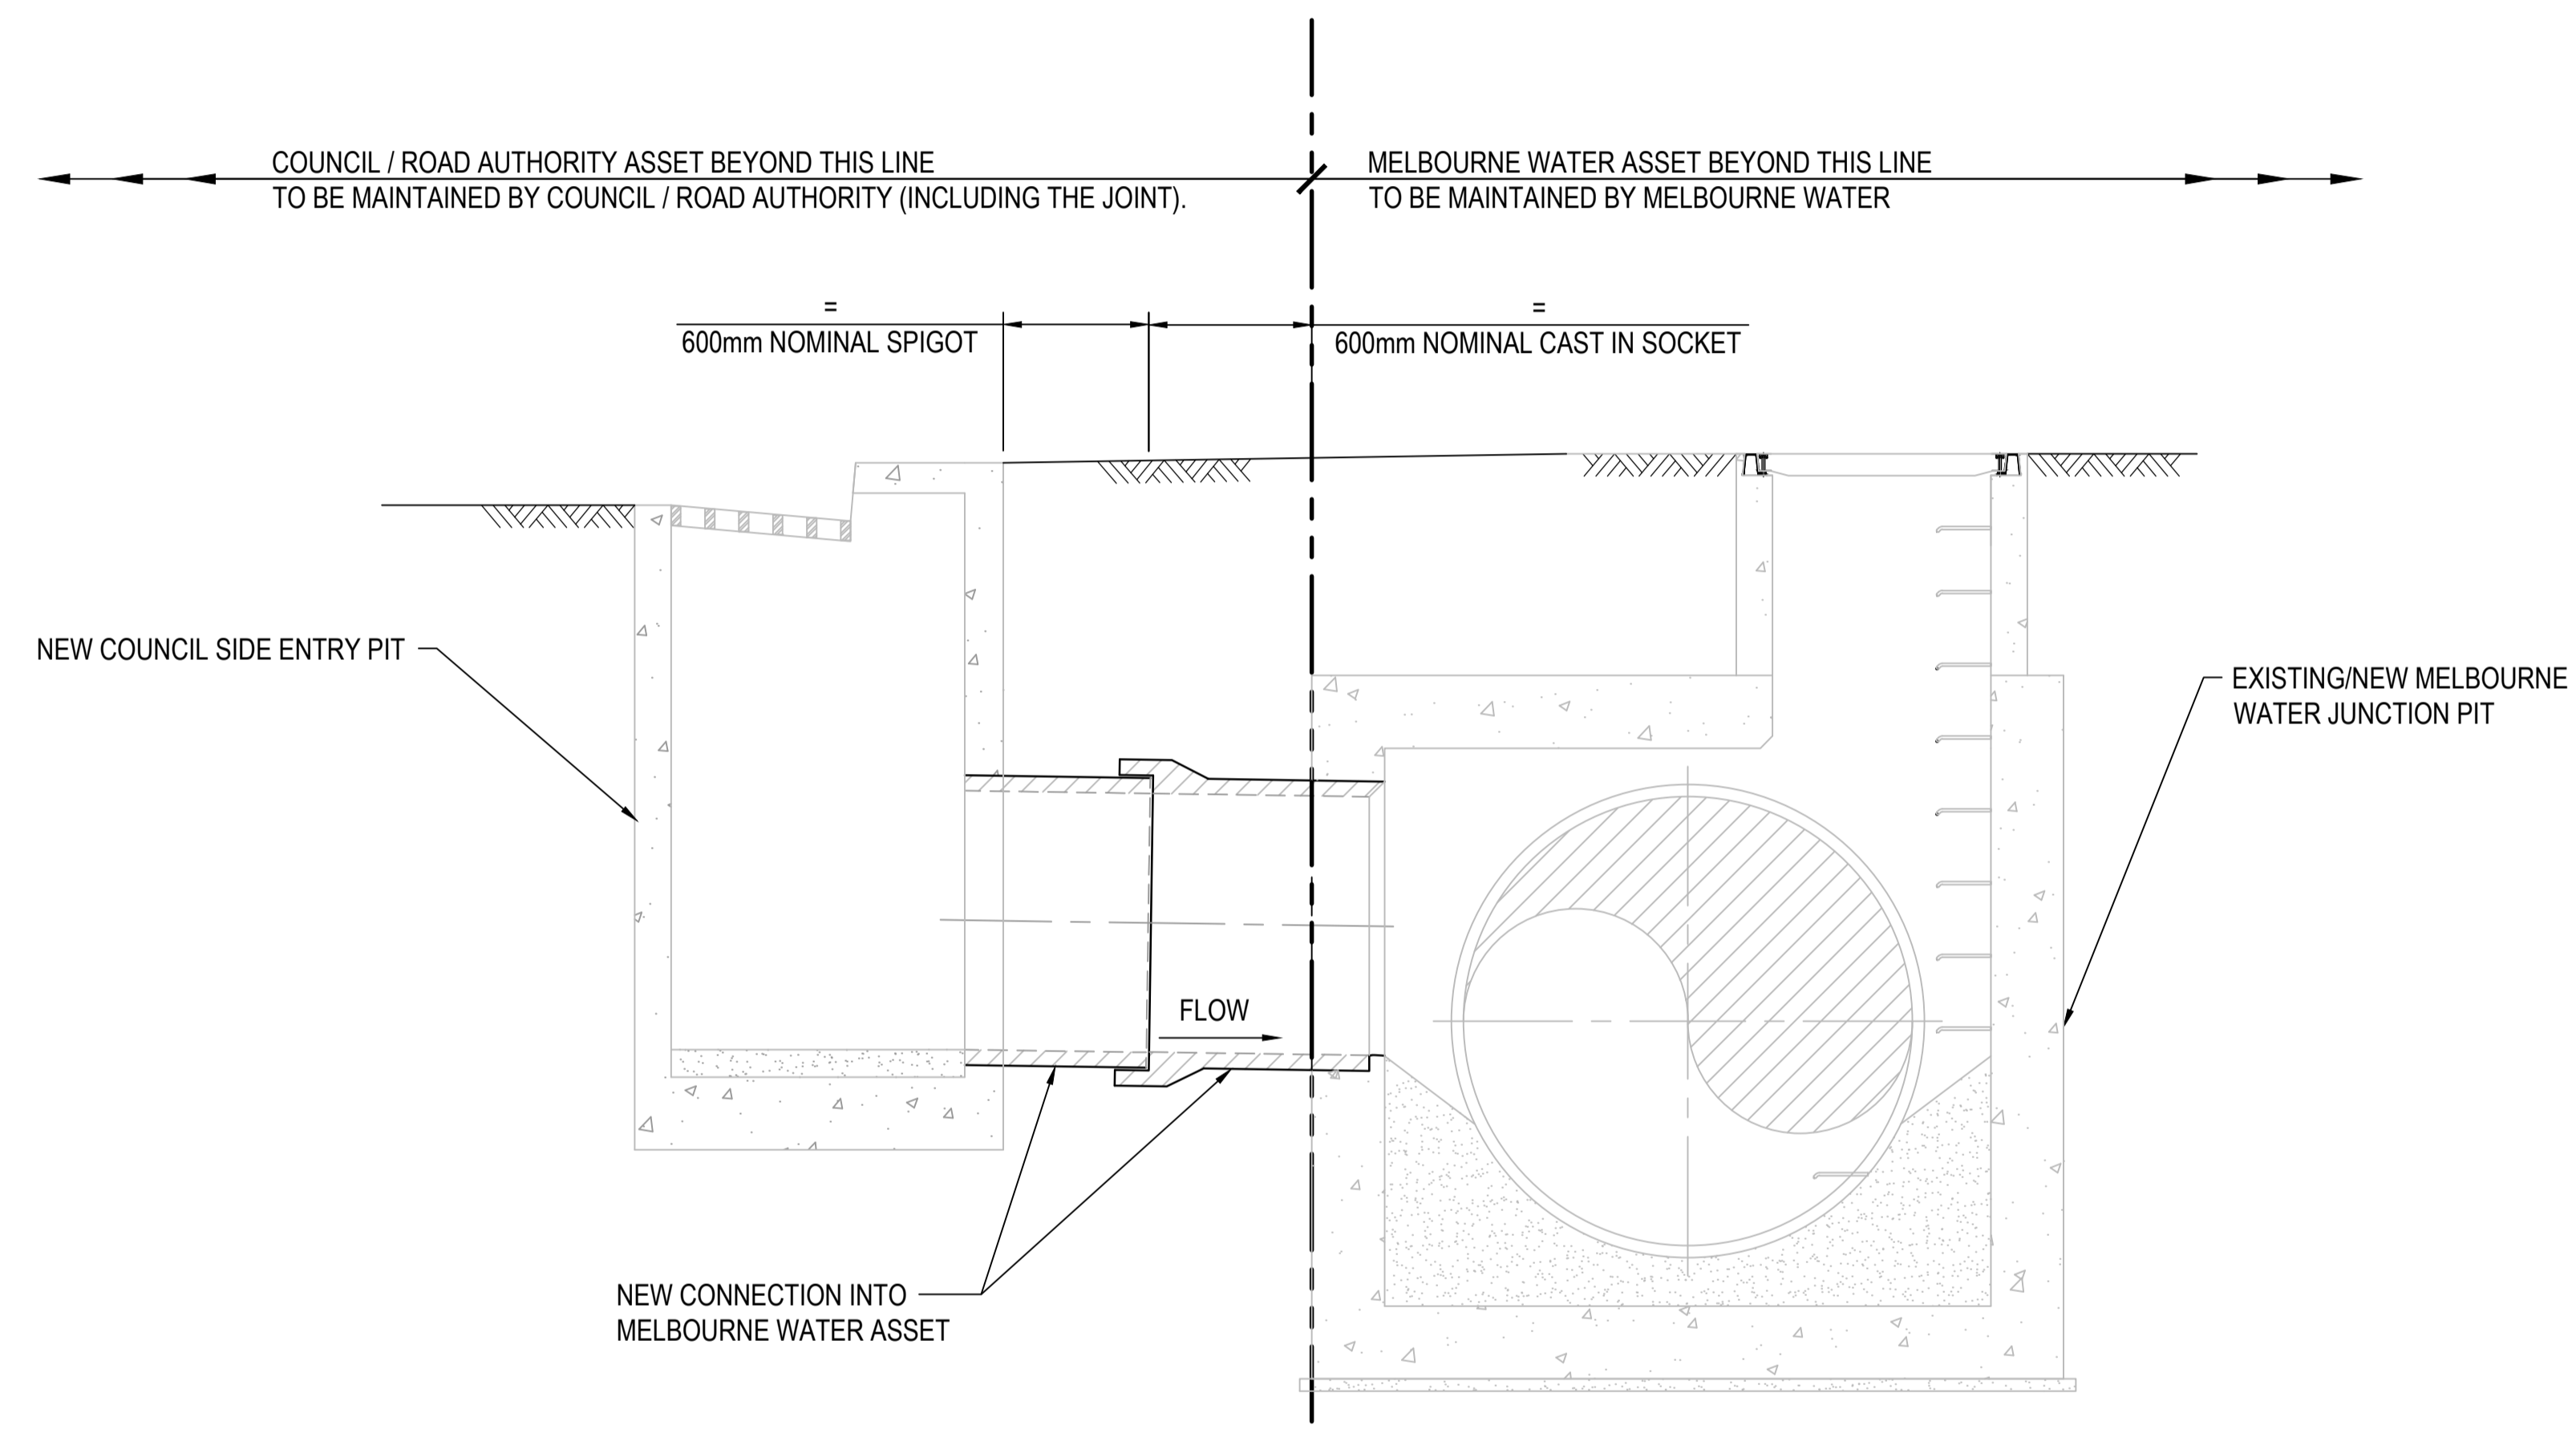 COUNCIL / ROAD AUTHORITY ASSET BEYOND THIS LINE
TO BE MAINTAINED BY COUNCIL / ROAD AUTHORITY (INCLUDING THE JOINT).
MELBOURNE WATER ASSET BEYOND THIS LINE
TO BE MAINTAINED BY MELBOURNE WATER
=
600mm NOMINAL SPIGOT
=
600mm NOMINAL CAST IN SOCKET
NEW COUNCIL SIDE ENTRY PIT
EXISTING/NEW MELBOURNE
WATER JUNCTION PIT
FLOW
NEW CONNECTION INTO
MELBOURNE WATER ASSET